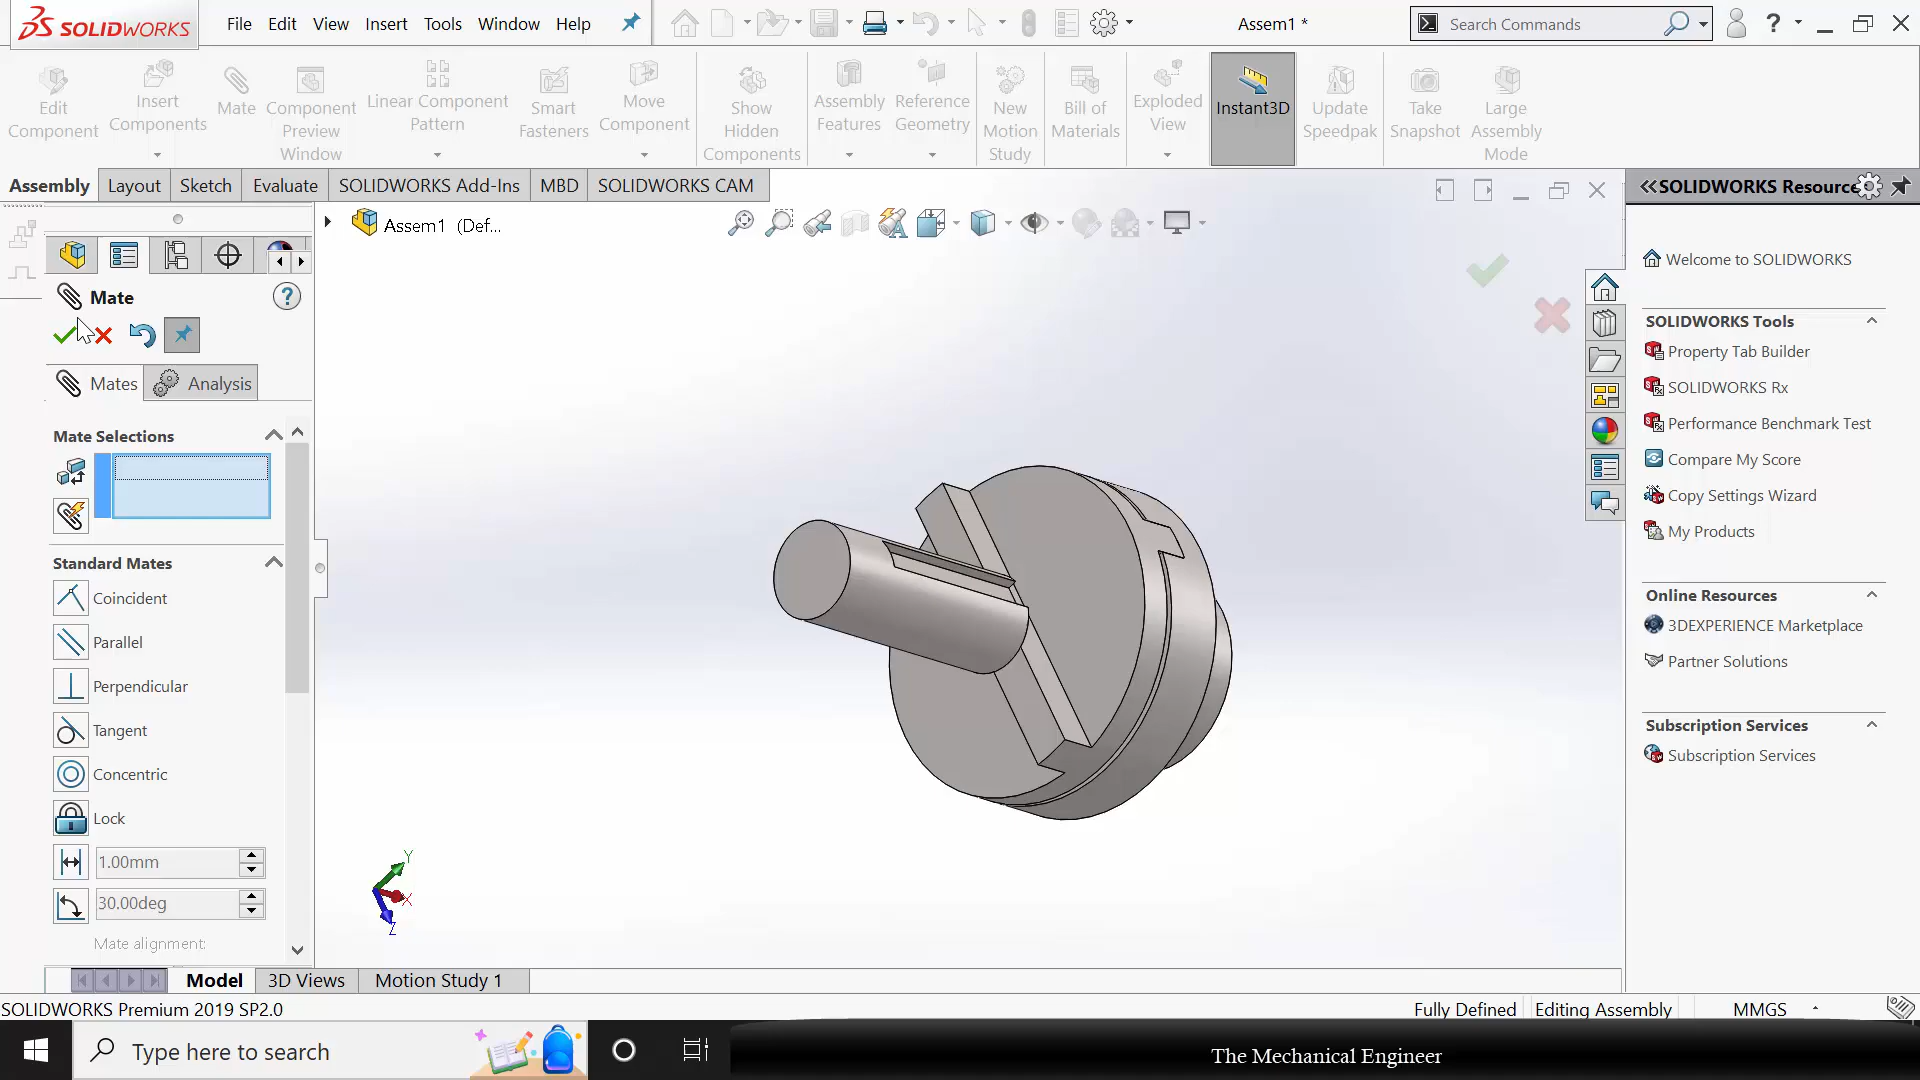 SOLIDWORKS
File Edit View Insert Tools Window Help
Assem1 *
Search Commands
Edit Component
Insert Components
Mate
Component Preview Window
Linear Component Pattern
Smart Fasteners
Move Component
Show Hidden Components
Assembly Features
Reference Geometry
New Motion Study
Bill of Materials
Exploded View
Instant3D
Update Speedpak
Take Snapshot
Large Assembly Mode
Assembly Layout Sketch Evaluate SOLIDWORKS Add-Ins MBD SOLIDWORKS CAM
Assem1 (Def...
Mate
Mates Analysis
Mate Selections
Standard Mates
Coincident
Parallel
Perpendicular
Tangent
Concentric
Lock
1.00mm
30.00deg
Mate alignment:
Y
X
Z
SOLIDWORKS Resource
Welcome to SOLIDWORKS
SOLIDWORKS Tools
Property Tab Builder
SOLIDWORKS Rx
Performance Benchmark Test
Compare My Score
Copy Settings Wizard
My Products
Online Resources
3DEXPERIENCE Marketplace
Partner Solutions
Subscription Services
Subscription Services
Model 3D Views Motion Study 1
SOLIDWORKS Premium 2019 SP2.0
Fully Defined Editing Assembly MMGS
Type here to search
The Mechanical Engineer